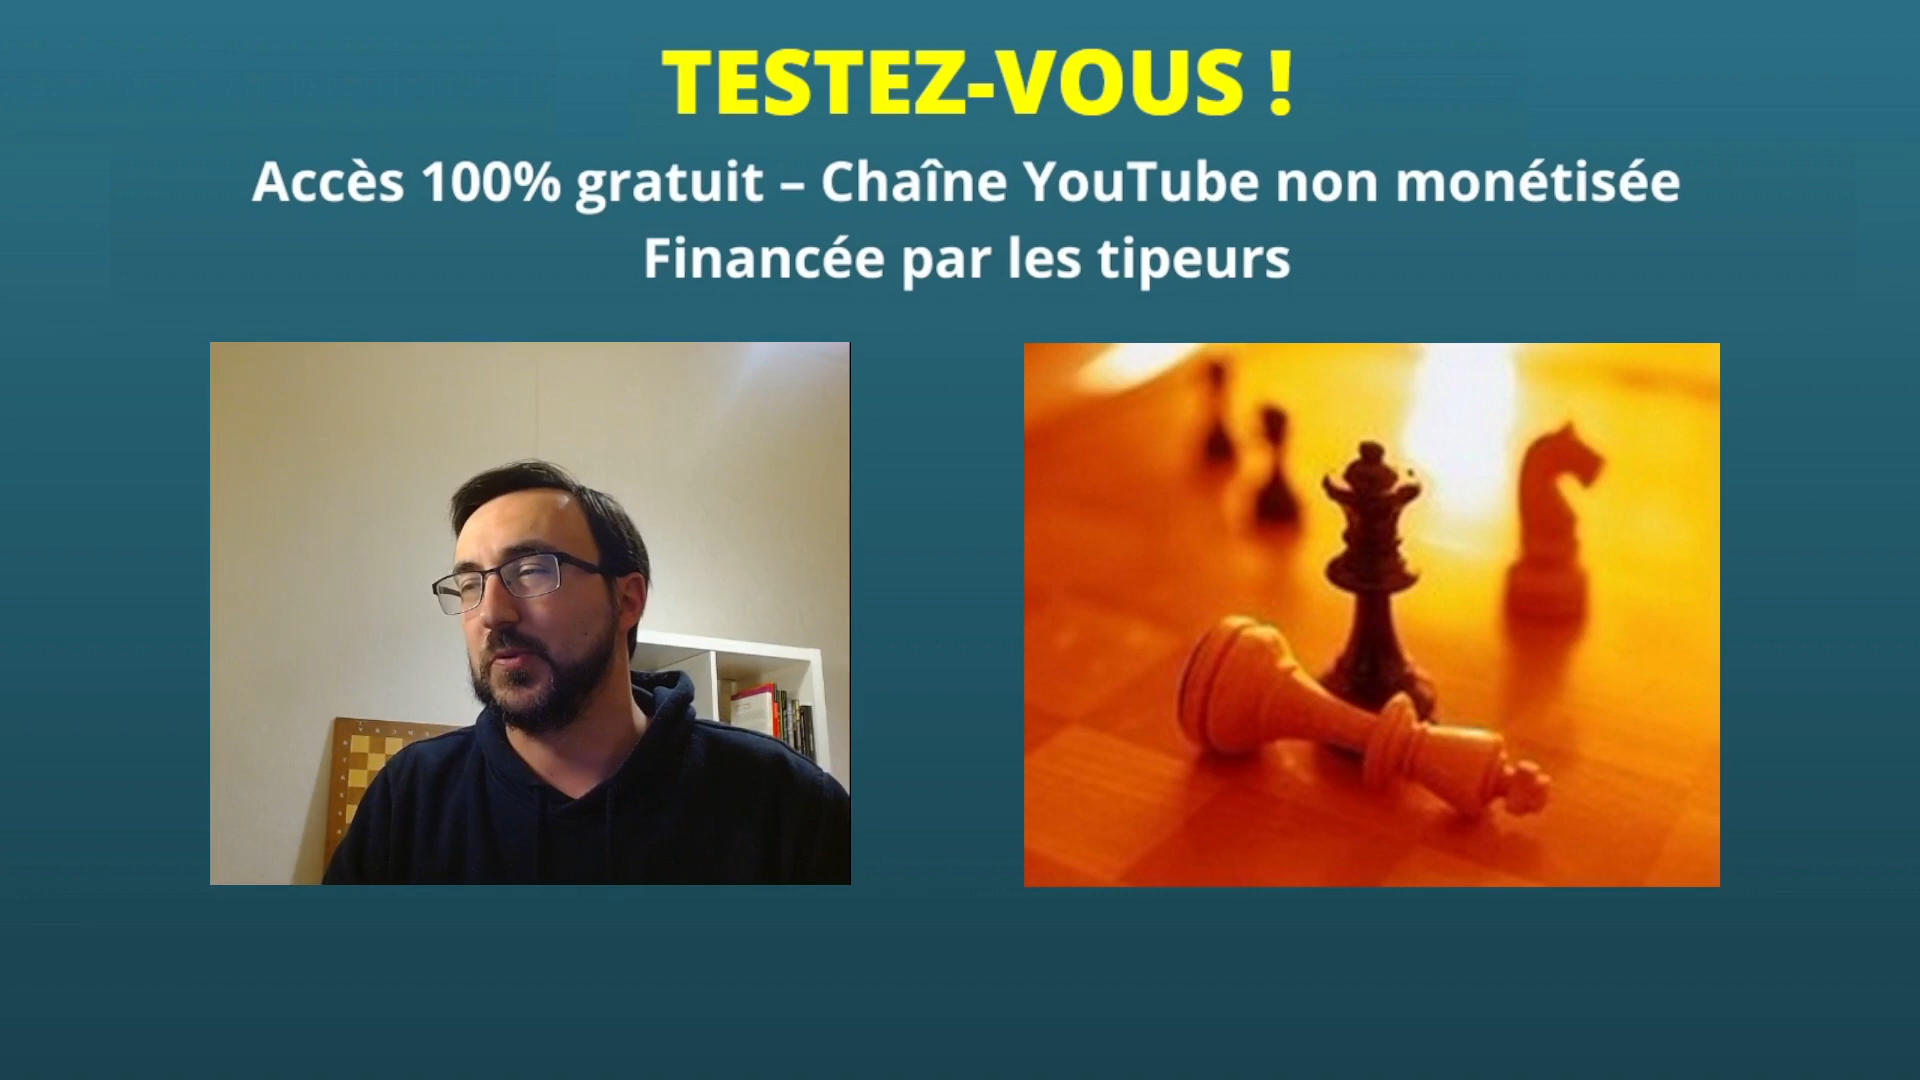 TESTEZ-VOUS !
Accès 100% gratuit – Chaîne YouTube non monétisée
Financée par les tipeurs